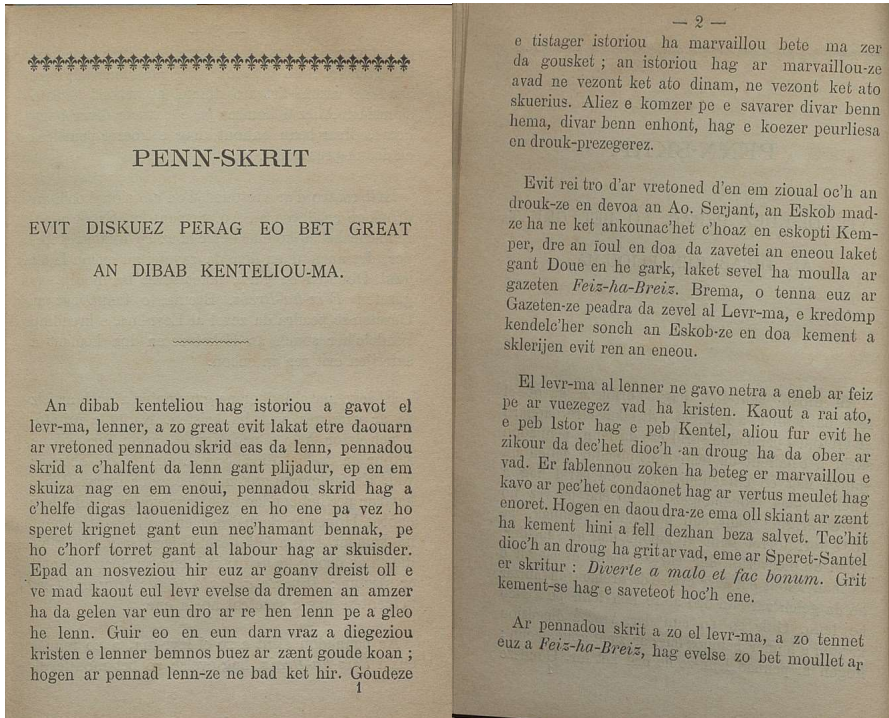 PENN-SKRIT
EVIT DISKUEZ PERAG EO BET GREAT
AN DIBAB KENTELIOU-MA.
An dibab kenteliou hag istoriou a gavot el
levr-ma, lenner, a zo great evit lakat etre daouarn
ar vretoned pennadou skrid eas da lenn, pennadou
skrid a c'halfent da lenn gant plijadur, ep en em
skuiza nag en em enoui, pennadou skrid hag a
c'helfe digas laouenidigez en ho ene pa vez ho
speret krignet gant eun nec'hamant bennak, pe
ho c'horf torret gant al labour hag ar skuisder.
Epad an nosveziou hir euz ar goanv dreist oll e
ve mad kaout eul levr evelse da dremen an amzer
ha da gelen var eun dro ar re hen lenn pe a gleo
he lenn. Guir eo en eun darn vraz a diegeziou
kristen e lenner bemnos buez ar zænt goude koan ;
hogen ar pennad lenn-ze ne bad ket hir. Goudeze
1
— 2 —
e tistager istoriou ha marvaillou bete ma zer
da gousket ; an istoriou hag ar marvaillou-ze
avad ne vezont ket ato dinam, ne vezont ket ato
skuerius. Aliez e komzer pe e savarer divar benn
hema, divar benn enhont, hag e koezer peurliesa
en drouk-prezegerez.
Evit rei tro d'ar vretoned d'en em zioual oc'h an
drouk-ze en devoa an Ao. Serjant, an Eskob mad-
ze ha ne ket ankounac'het c'hoaz en eskopti Kem-
per, dre an ioul en doa da zavetei an eneou laket
gant Doue en he gark, laket sevel ha moulla ar
gazeten Feiz-ha-Breiz. Brema, o tenna euz ar
Gazeten-ze peadra da zevel al Levr-ma, e kredomp
kendelc'her sonch an Eskob-ze en doa kement a
sklerijen evit ren an eneou.
El levr-ma al lenner ne gavo netra a eneb ar feiz
pe ar vuezegez vad ha kristen. Kaout a rai ato,
e peb Istor hag e peb Kentel, aliou fur evit he
zikour da dec'het dioc'h an droug ha da ober ar
vad. Er fablennou zoken ha beteg er marvaillou e
kavo ar pec'het condaonet hag ar vertus meulet hag
enoret. Hogen en daou dra-ze ema oll skiant ar zænt
ha kement hini a fell dezhan beza salvet. Tec'hit
dioc'h an droug ha grit ar vad, eme ar Speret-Santel
er skritur : Diverte a malo et fac bonum. Grit
kement-se hag e saveteot hoc'h ene.
Ar pennadou skrit a zo el levr-ma, a zo tennet
euz a Feiz-ha-Breiz, hag evelse zo bet moullet ar